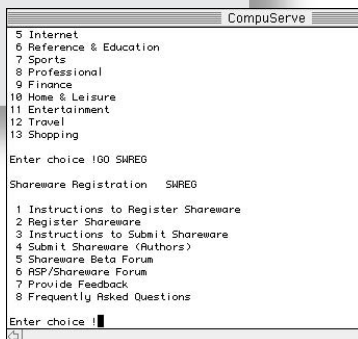 CompuServe
5 Internet
6 Reference & Education
7 Sports
8 Professional
9 Finance
10 Home & Leisure
11 Entertainment
12 Travel
13 Shopping
Enter choice !GO SWREG
Shareware Registration SWREG
1 Instructions to Register Shareware
2 Register Shareware
3 Instructions to Submit Shareware
4 Submit Shareware (Authors)
5 Shareware Beta Forum
6 ASP/Shareware Forum
7 Provide Feedback
8 Frequently Asked Questions
Enter choice !